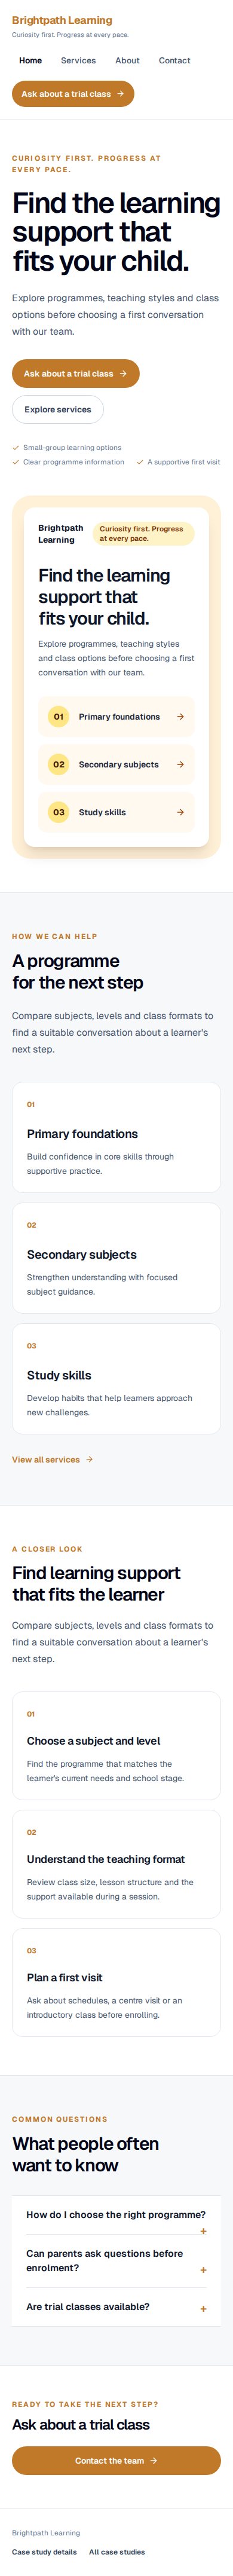 Brightpath Learning
Curiosity first. Progress at every pace.
Home Services About Contact
Ask about a trial class →
CURIOSITY FIRST. PROGRESS AT
EVERY PACE.
Find the learning
support that
fits your child.
Explore programmes, teaching styles and class
options before choosing a first conversation
with our team.
Ask about a trial class →
Explore services
Small-group learning options
Clear programme information
A supportive first visit
Brightpath
Learning
Curiosity first. Progress
at every pace.
Find the learning
support that
fits your child.
Explore programmes, teaching styles
and class options before choosing a first
conversation with our team.
01 Primary foundations →
02 Secondary subjects →
03 Study skills →
HOW WE CAN HELP
A programme
for the next step
Compare subjects, levels and class formats to
find a suitable conversation about a learner's
next step.
01
Primary foundations
Build confidence in core skills through
supportive practice.
02
Secondary subjects
Strengthen understanding with focused
subject guidance.
03
Study skills
Develop habits that help learners approach
new challenges.
View all services →
A CLOSER LOOK
Find learning support
that fits the learner
Compare subjects, levels and class formats to
find a suitable conversation about a learner's
next step.
01
Choose a subject and level
Find the programme that matches the
learner's current needs and school stage.
02
Understand the teaching format
Review class size, lesson structure and the
support available during a session.
03
Plan a first visit
Ask about schedules, a centre visit or an
introductory class before enrolling.
COMMON QUESTIONS
What people often
want to know
How do I choose the right programme?
+
Can parents ask questions before
enrolment? +
Are trial classes available? +
READY TO TAKE THE NEXT STEP?
Ask about a trial class
Contact the team →
Brightpath Learning
Case study details All case studies